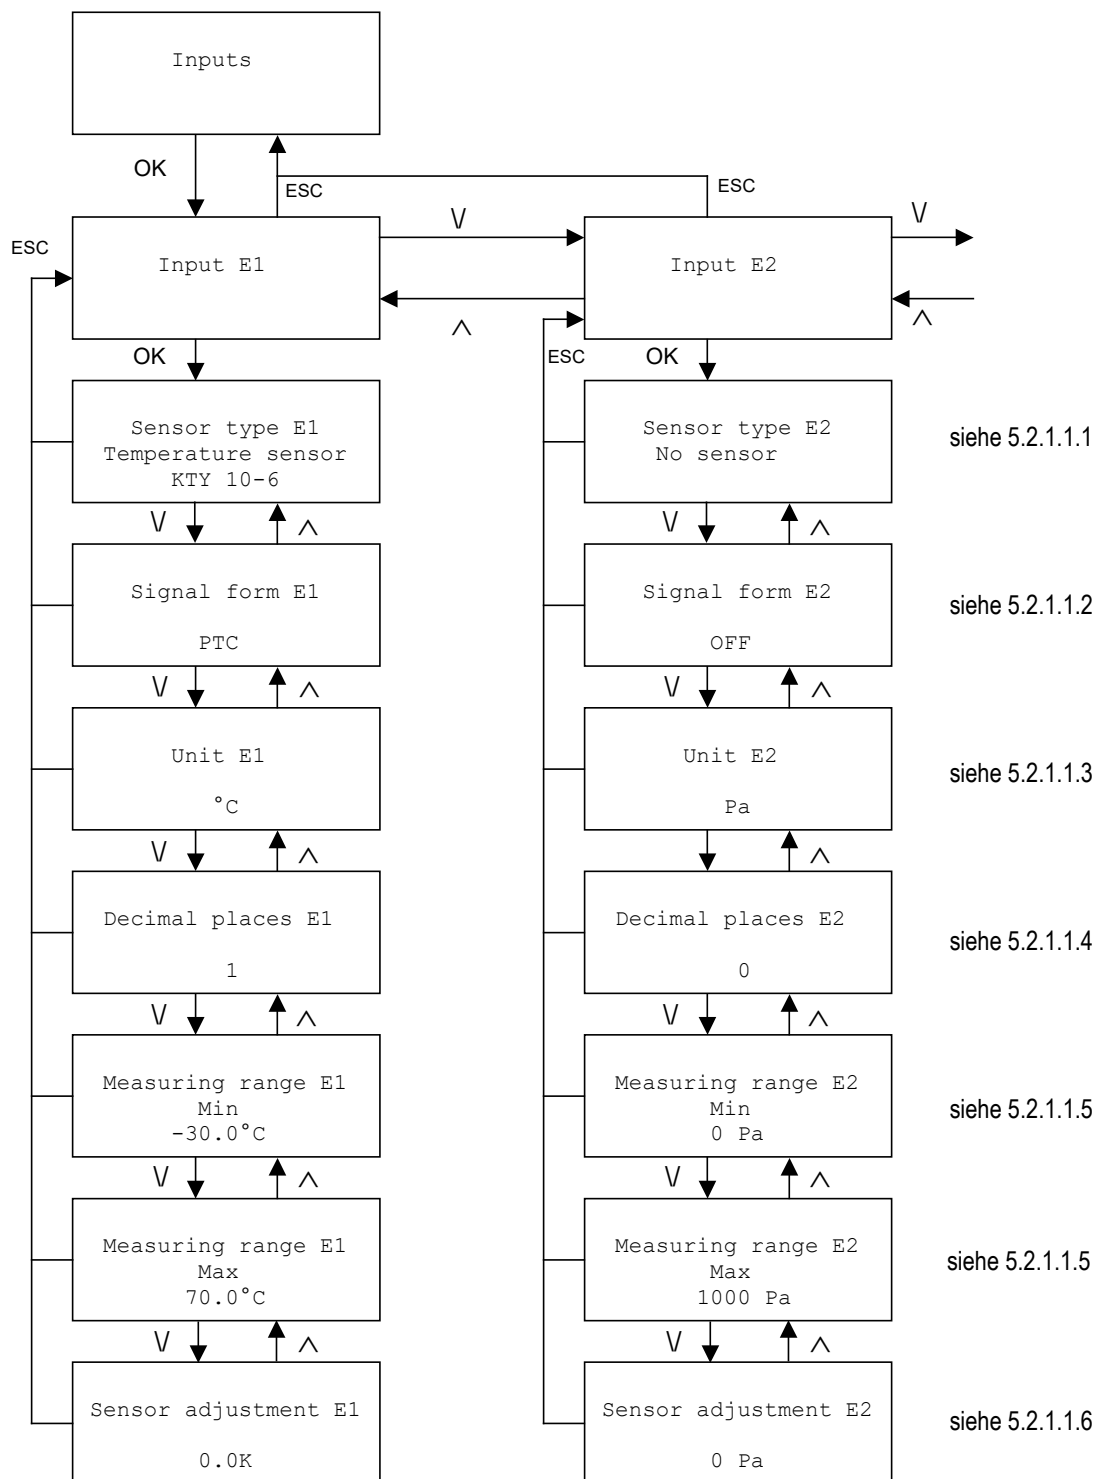 Inputs
OK
ESC
ESC
\/
\/
ESC
Input E1
Input E2
/\
/\
OK
ESC
OK
Sensor type E1
Temperature sensor
KTY 10-6
Sensor type E2
No sensor
siehe 5.2.1.1.1
\/
/\
\/
/\
Signal form E1
PTC
Signal form E2
OFF
siehe 5.2.1.1.2
\/
/\
\/
/\
Unit E1
°C
Unit E2
Pa
siehe 5.2.1.1.3
\/
/\
/\
Decimal places E1
1
Decimal places E2
0
siehe 5.2.1.1.4
\/
/\
\/
/\
Measuring range E1
Min
-30.0°C
Measuring range E2
Min
0 Pa
siehe 5.2.1.1.5
\/
/\
\/
/\
Measuring range E1
Max
70.0°C
Measuring range E2
Max
1000 Pa
siehe 5.2.1.1.5
\/
/\
\/
/\
Sensor adjustment E1
0.0K
Sensor adjustment E2
0 Pa
siehe 5.2.1.1.6